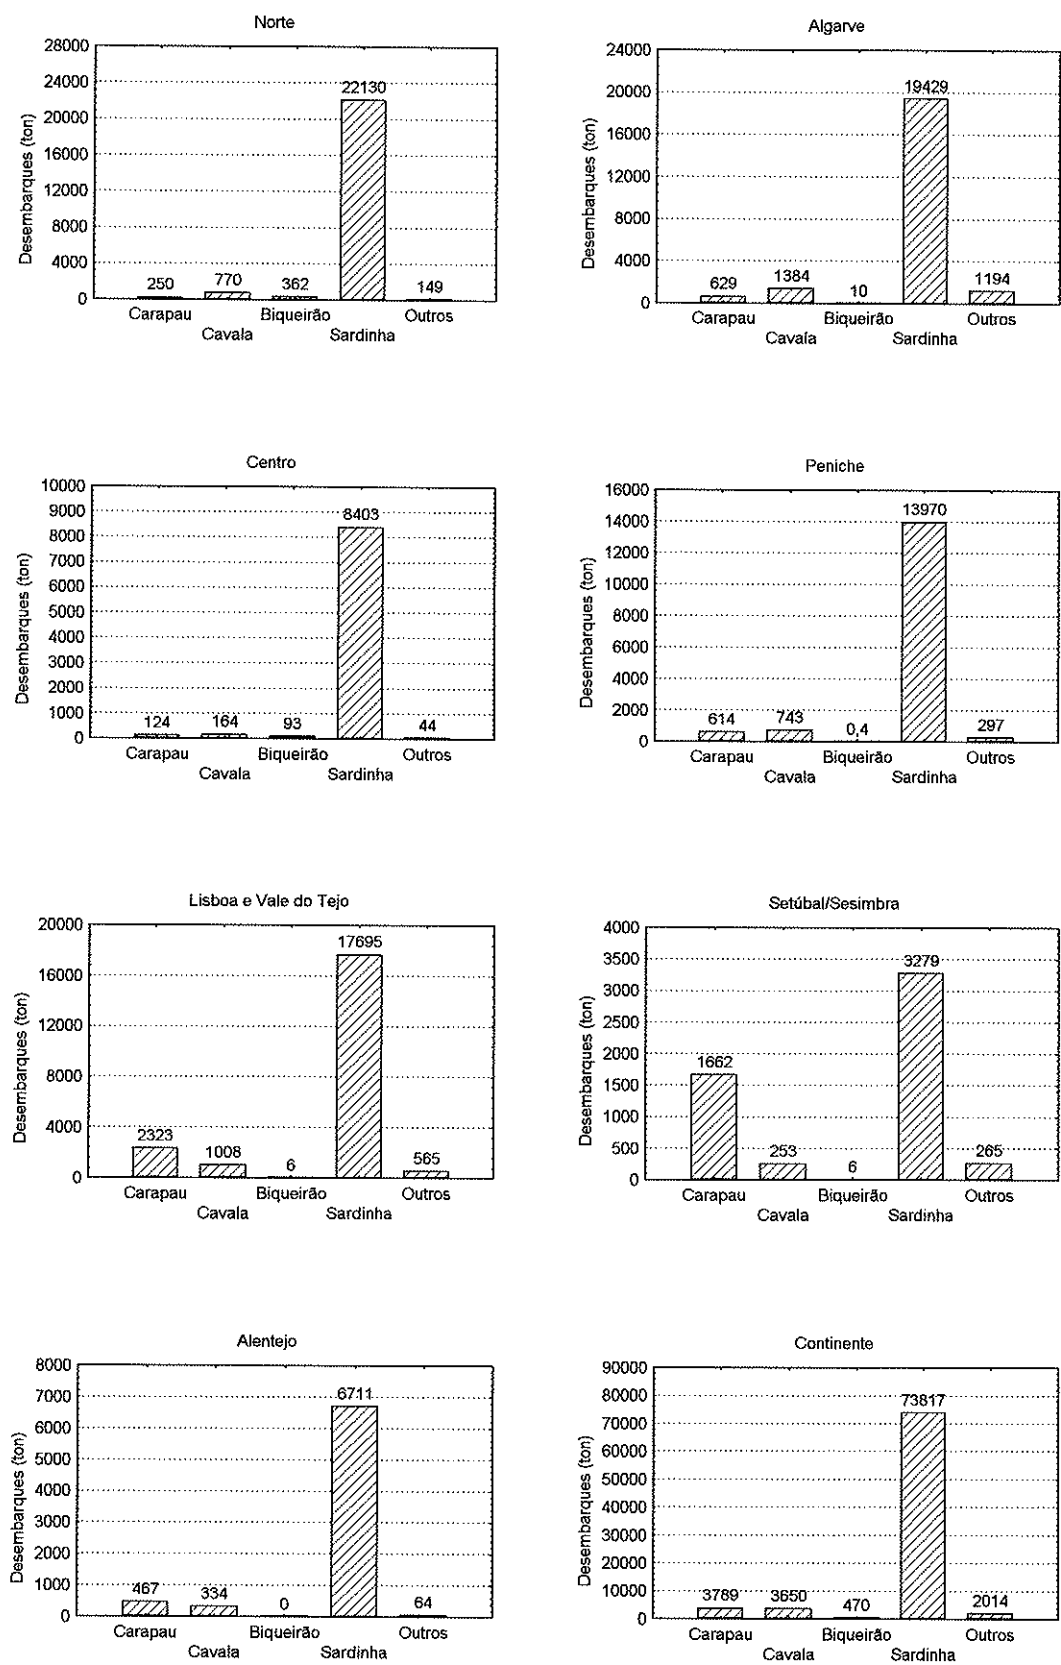 Norte
28000
24000
20000
16000
12000
8000
4000
0
Desembarques (ton)
250
770
362
22130
149
Carapau
Cavala
Biqueirão
Sardinha
Outros
Algarve
24000
20000
16000
12000
8000
4000
0
Desembarques (ton)
629
1384
10
19429
1194
Carapau
Cavala
Biqueirão
Sardinha
Outros
Centro
10000
9000
8000
7000
6000
5000
4000
3000
2000
1000
0
Desembarques (ton)
124
164
93
8403
44
Carapau
Cavala
Biqueirão
Sardinha
Outros
Peniche
16000
14000
12000
10000
8000
6000
4000
2000
0
Desembarques (ton)
614
743
0,4
13970
297
Carapau
Cavala
Biqueirão
Sardinha
Outros
Lisboa e Vale do Tejo
20000
16000
12000
8000
4000
0
Desembarques (ton)
2323
1008
6
17695
565
Carapau
Cavala
Biqueirão
Sardinha
Outros
Setúbal/Sesimbra
4000
3500
3000
2500
2000
1500
1000
500
0
Desembarques (ton)
1662
253
6
3279
265
Carapau
Cavala
Biqueirão
Sardinha
Outros
Alentejo
8000
7000
6000
5000
4000
3000
2000
1000
0
Desembarques (ton)
467
334
0
6711
64
Carapau
Cavala
Biqueirão
Sardinha
Outros
Continente
90000
80000
70000
60000
50000
40000
30000
20000
10000
0
Desembarques (ton)
3789
3650
470
73817
2014
Carapau
Cavala
Biqueirão
Sardinha
Outros